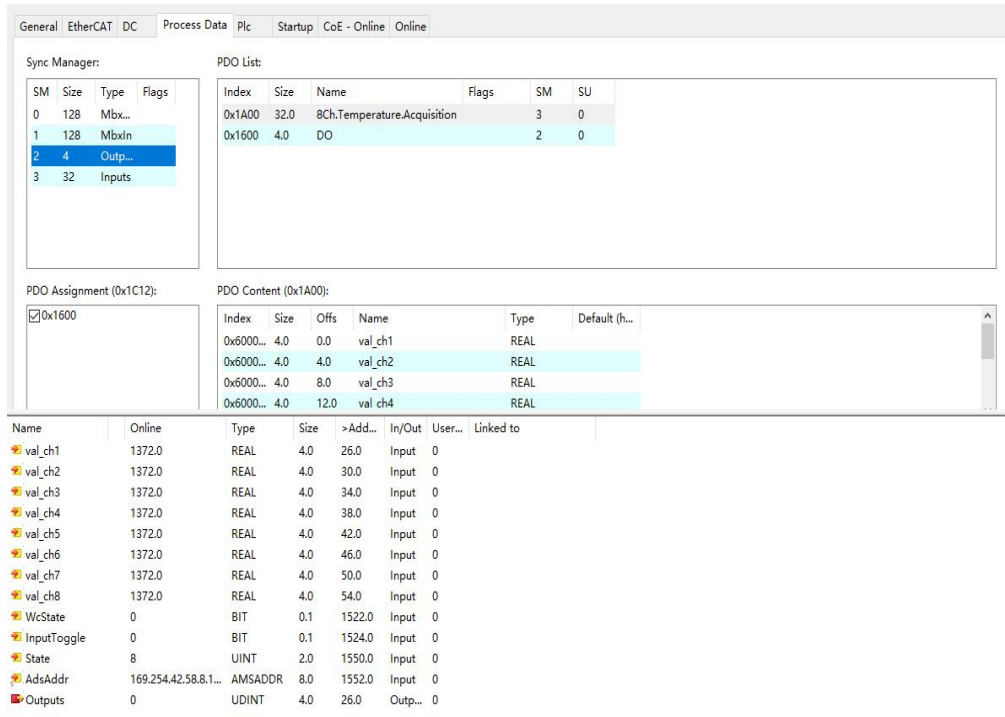 General EtherCAT DC Process Data Plc Startup CoE - Online Online
Sync Manager: PDO List:
SM Size Type Flags Index Size Name Flags SM SU
0 128 Mbx... 0x1A00 32.0 8Ch.Temperature.Acquisition 3 0
1 128 MbxIn 0x1600 4.0 DO 2 0
2 4 Outp...
3 32 Inputs
PDO Assignment (0x1C12): PDO Content (0x1A00):
0x1600 Index Size Offs Name Type Default (h...
0x6000... 4.0 0.0 val_ch1 REAL
0x6000... 4.0 4.0 val_ch2 REAL
0x6000... 4.0 8.0 val_ch3 REAL
0x6000... 4.0 12.0 val_ch4 REAL
Name Online Type Size >Add... In/Out User... Linked to
val_ch1 1372.0 REAL 4.0 26.0 Input 0
val_ch2 1372.0 REAL 4.0 30.0 Input 0
val_ch3 1372.0 REAL 4.0 34.0 Input 0
val_ch4 1372.0 REAL 4.0 38.0 Input 0
val_ch5 1372.0 REAL 4.0 42.0 Input 0
val_ch6 1372.0 REAL 4.0 46.0 Input 0
val_ch7 1372.0 REAL 4.0 50.0 Input 0
val_ch8 1372.0 REAL 4.0 54.0 Input 0
WcState 0 BIT 0.1 1522.0 Input 0
InputToggle 0 BIT 0.1 1524.0 Input 0
State 8 UINT 2.0 1550.0 Input 0
AdsAddr 169.254.42.58.8.1... AMSADDR 8.0 1552.0 Input 0
Outputs 0 UDINT 4.0 26.0 Outp... 0